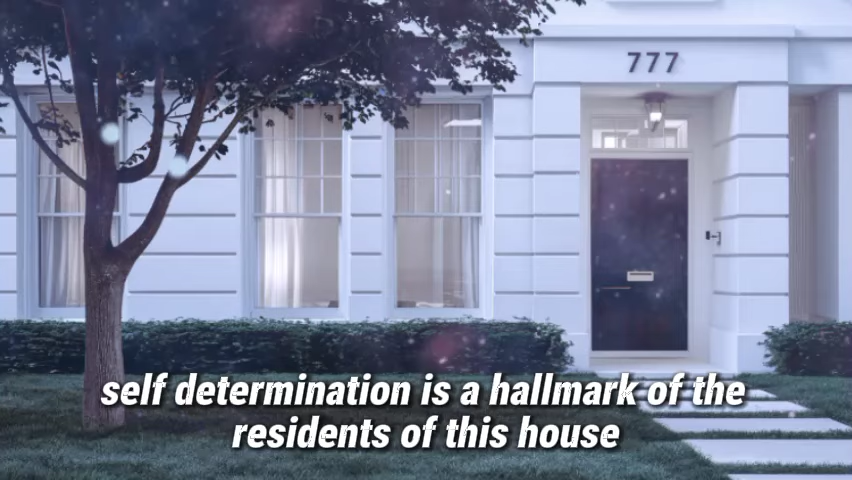 777
self determination is a hallmark of the
residents of this house